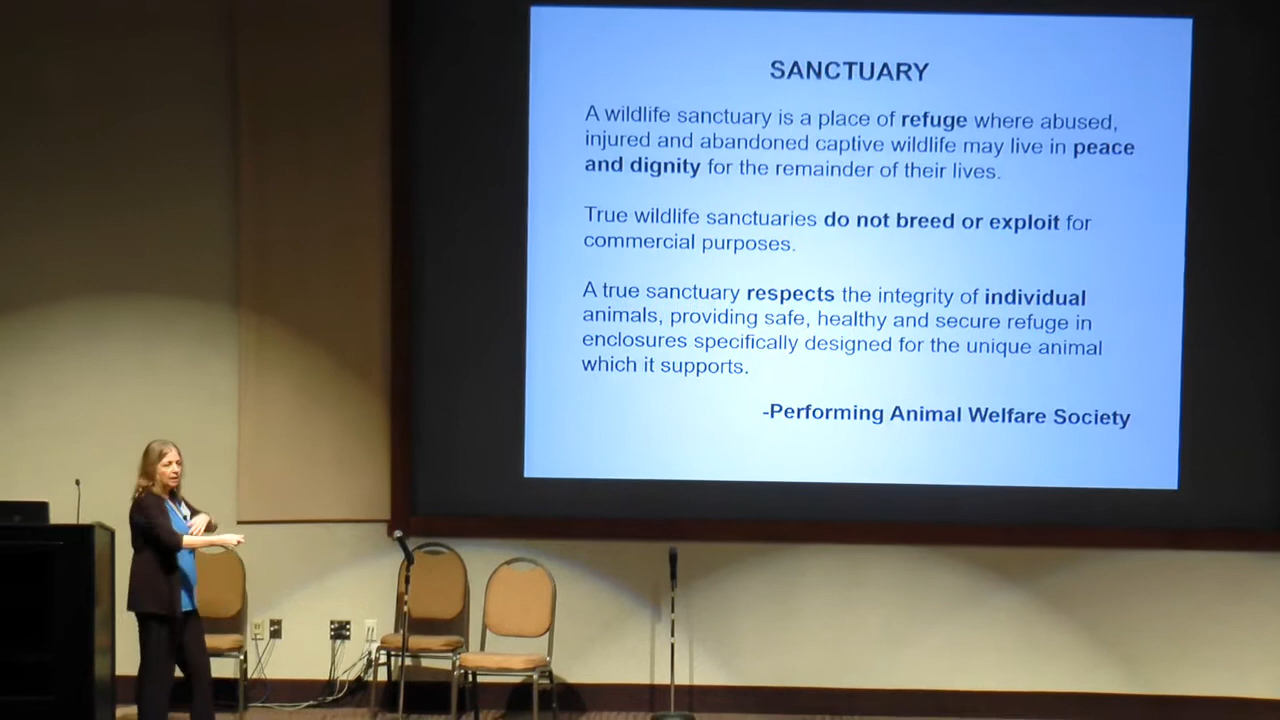 SANCTUARY
A wildlife sanctuary is a place of refuge where abused,
injured and abandoned captive wildlife may live in peace
and dignity for the remainder of their lives.
True wildlife sanctuaries do not breed or exploit for
commercial purposes.
A true sanctuary respects the integrity of individual
animals, providing safe, healthy and secure refuge in
enclosures specifically designed for the unique animal
which it supports.
-Performing Animal Welfare Society